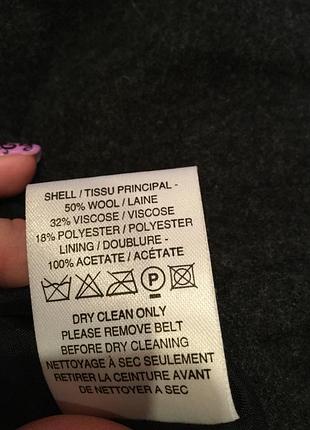 SHELL / TISSU PRINCIPAL -
50% WOOL / LAINE
32% VISCOSE / VISCOSE
18% POLYESTER / POLYESTER
LINING / DOUBLURE -
100% ACETATE / ACÉTATE
P
DRY CLEAN ONLY
PLEASE REMOVE BELT
BEFORE DRY CLEANING
NETTOYAGE À SEC SEULEMENT
RETIRER LA CEINTURE AVANT
DE NETTOYER A SEC